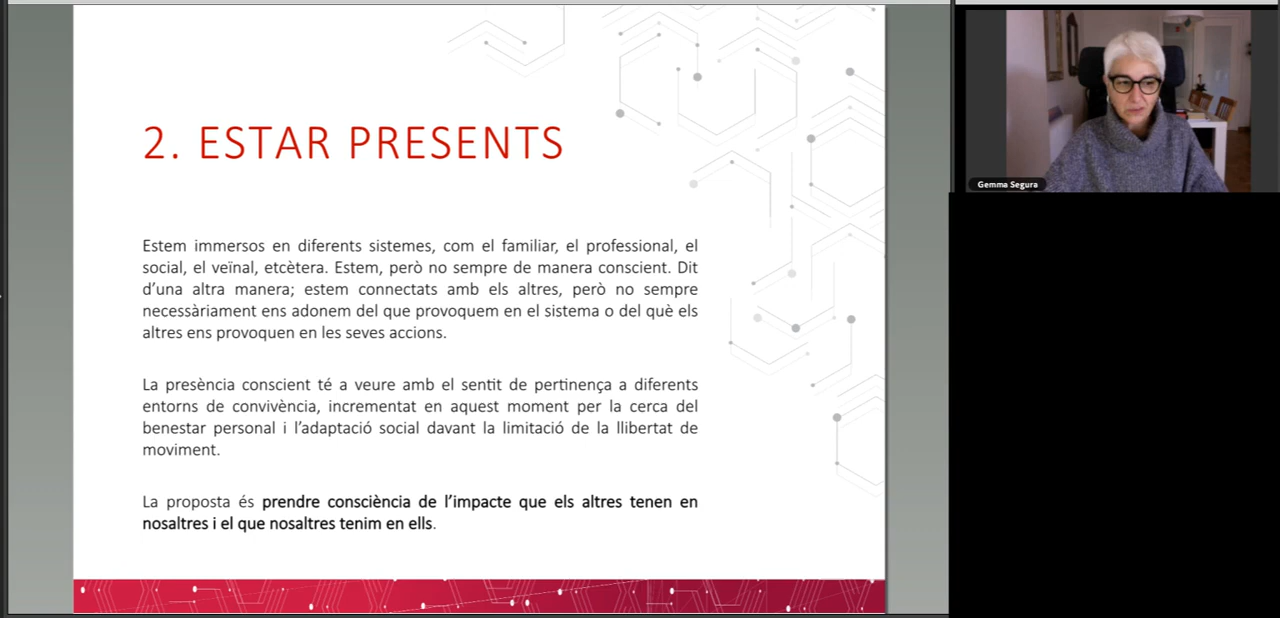 2. ESTAR PRESENTS
Estem immersos en diferents sistemes, com el familiar, el professional, el
social, el veïnal, etcètera. Estem, però no sempre de manera conscient. Dit
d’una altra manera; estem connectats amb els altres, però no sempre
necessàriament ens adonem del que provoquem en el sistema o del què els
altres ens provoquen en les seves accions.
La presència conscient té a veure amb el sentit de pertinença a diferents
entorns de convivència, incrementat en aquest moment per la cerca del
benestar personal i l’adaptació social davant la limitació de la llibertat de
moviment.
La proposta és prendre consciència de l’impacte que els altres tenen en
nosaltres i el que nosaltres tenim en ells.
Gemma Segura